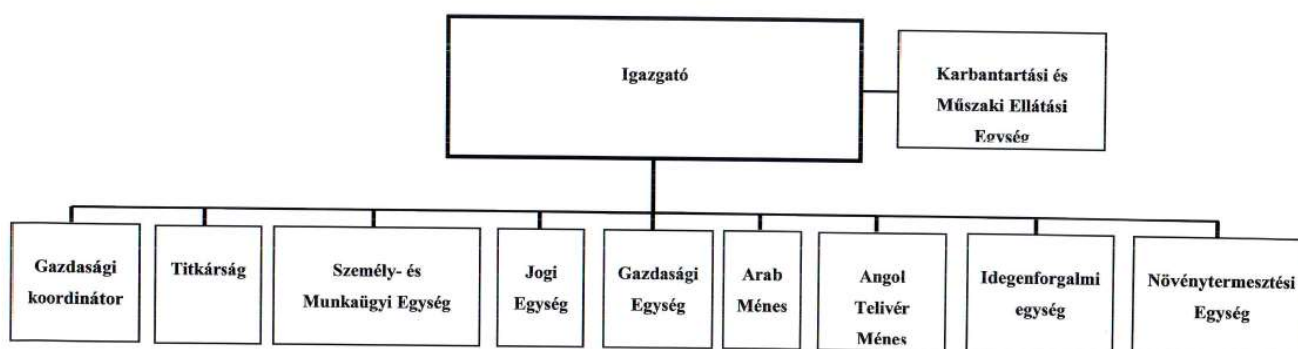 Igazgató
Karbantartási és
Műszaki Ellátási
Egység
Gazdasági
koordinátor
Titkárság
Személy- és
Munkaügyi Egység
Jogi
Egység
Gazdasági
Egység
Arab
Ménes
Angol
Telivér
Ménes
Idegenforgalmi
egység
Növénytermesztési
Egység